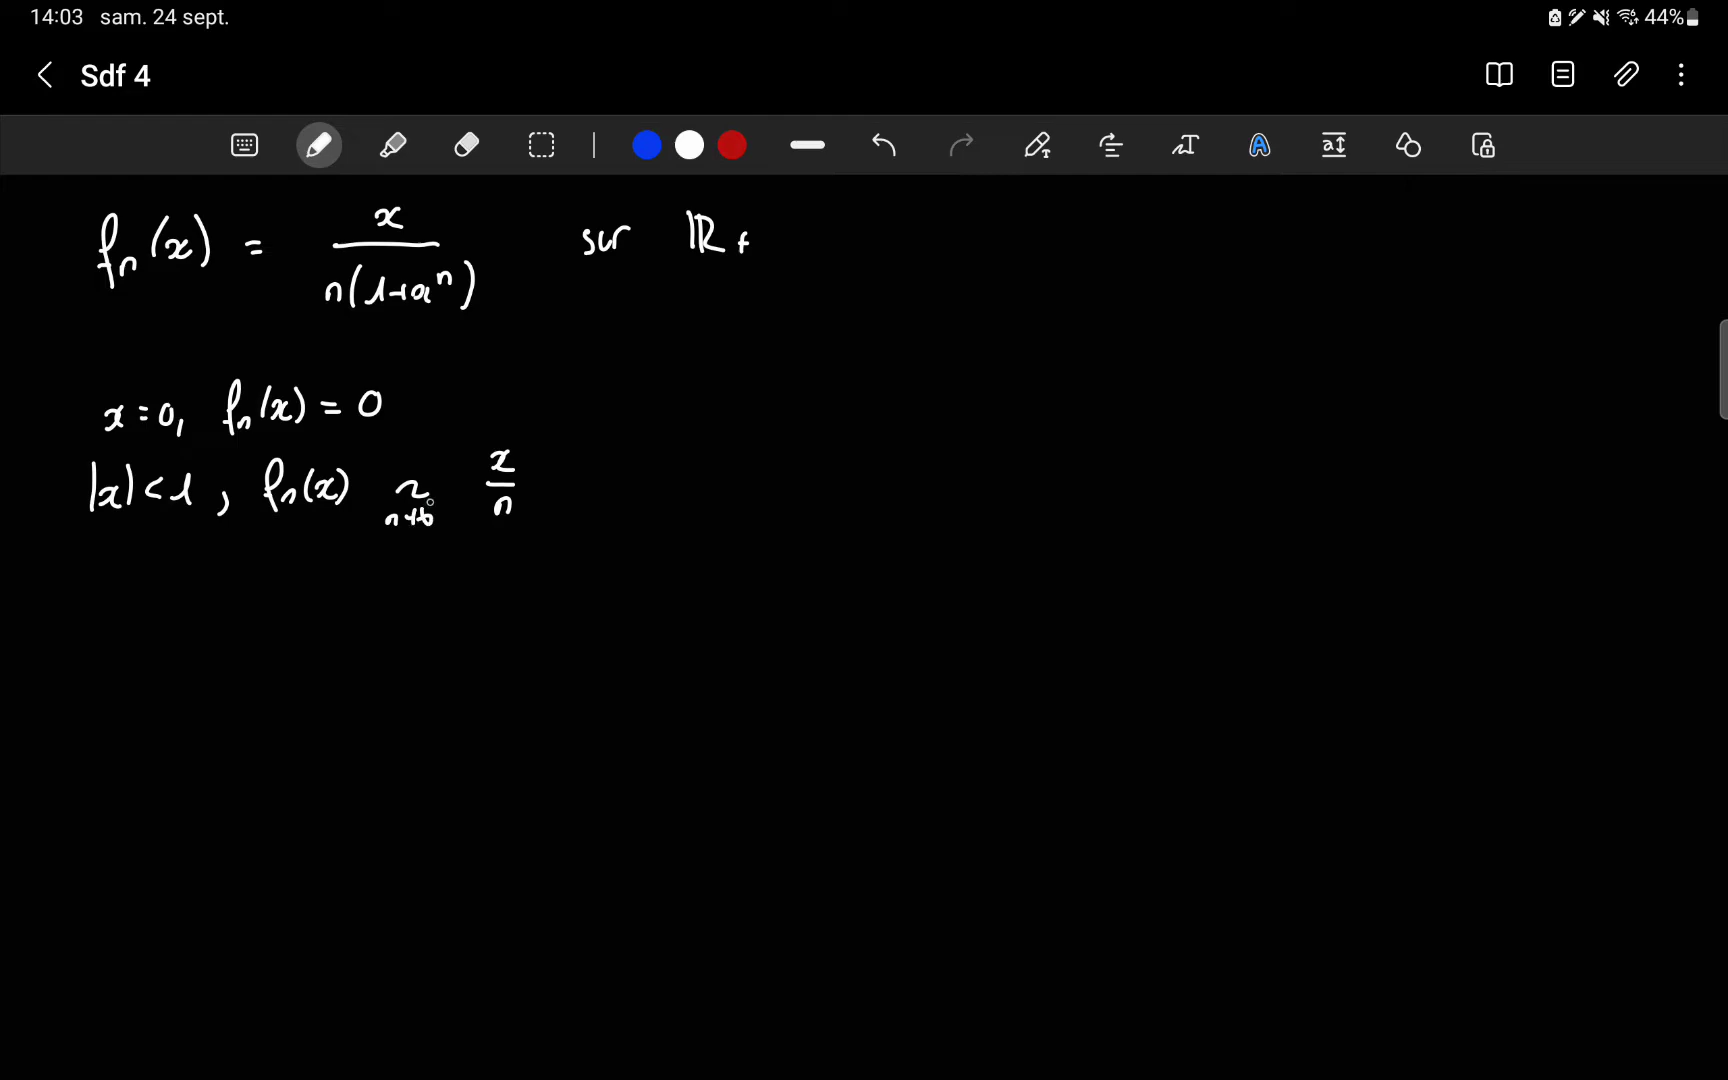 14:03 sam. 24 sept. 44%
Sdf 4
fn(x) = x / n(1+x^n) sur ℝ+
x=0, fn(x) = 0
|x|<1, fn(x) ~ n→+∞ x/n